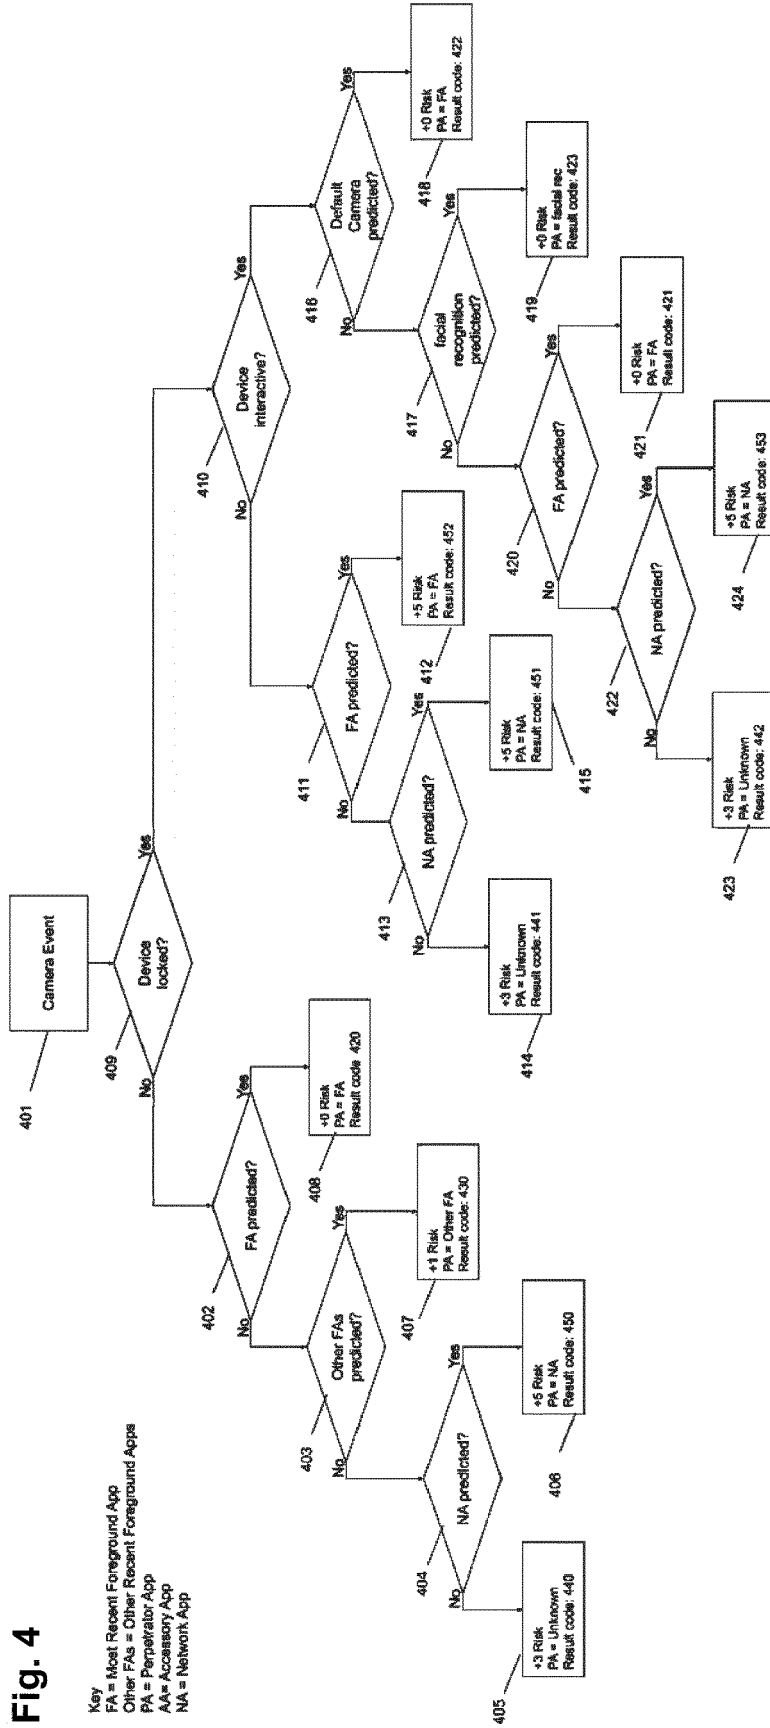 Fig. 4
Key
FA = Most Recent Foreground App
Other FAs = Other Recent Foreground Apps
PA = Perpetrator App
AA= Accessory App
NA = Network App
401
Camera Event
409
Device
locked?
No
Yes
402
FA predicted?
No
Yes
408
+0 Risk
PA = FA
Result code 420
403
Other FAs
predicted?
No
Yes
407
+1 Risk
PA = Other FA
Result code: 430
404
NA predicted?
No
Yes
405
+3 Risk
PA = Unknown
Result code: 440
406
+5 Risk
PA = NA
Result code: 450
410
Device
interactive?
No
Yes
411
FA predicted?
No
Yes
412
+5 Risk
PA = FA
Result code: 452
413
NA predicted?
No
Yes
414
+3 Risk
PA = Unknown
Result code: 441
415
+5 Risk
PA = NA
Result code: 451
416
Default
Camera
predicted?
No
Yes
418
+0 Risk
PA = FA
Result code: 422
417
facial
recognition
predicted?
No
Yes
419
+0 Risk
PA = facial rec
Result code: 423
420
FA predicted?
No
Yes
421
+0 Risk
PA = FA
Result code: 421
422
NA predicted?
No
Yes
423
+3 Risk
PA = Unknown
Result code: 442
424
+5 Risk
PA = NA
Result code: 453